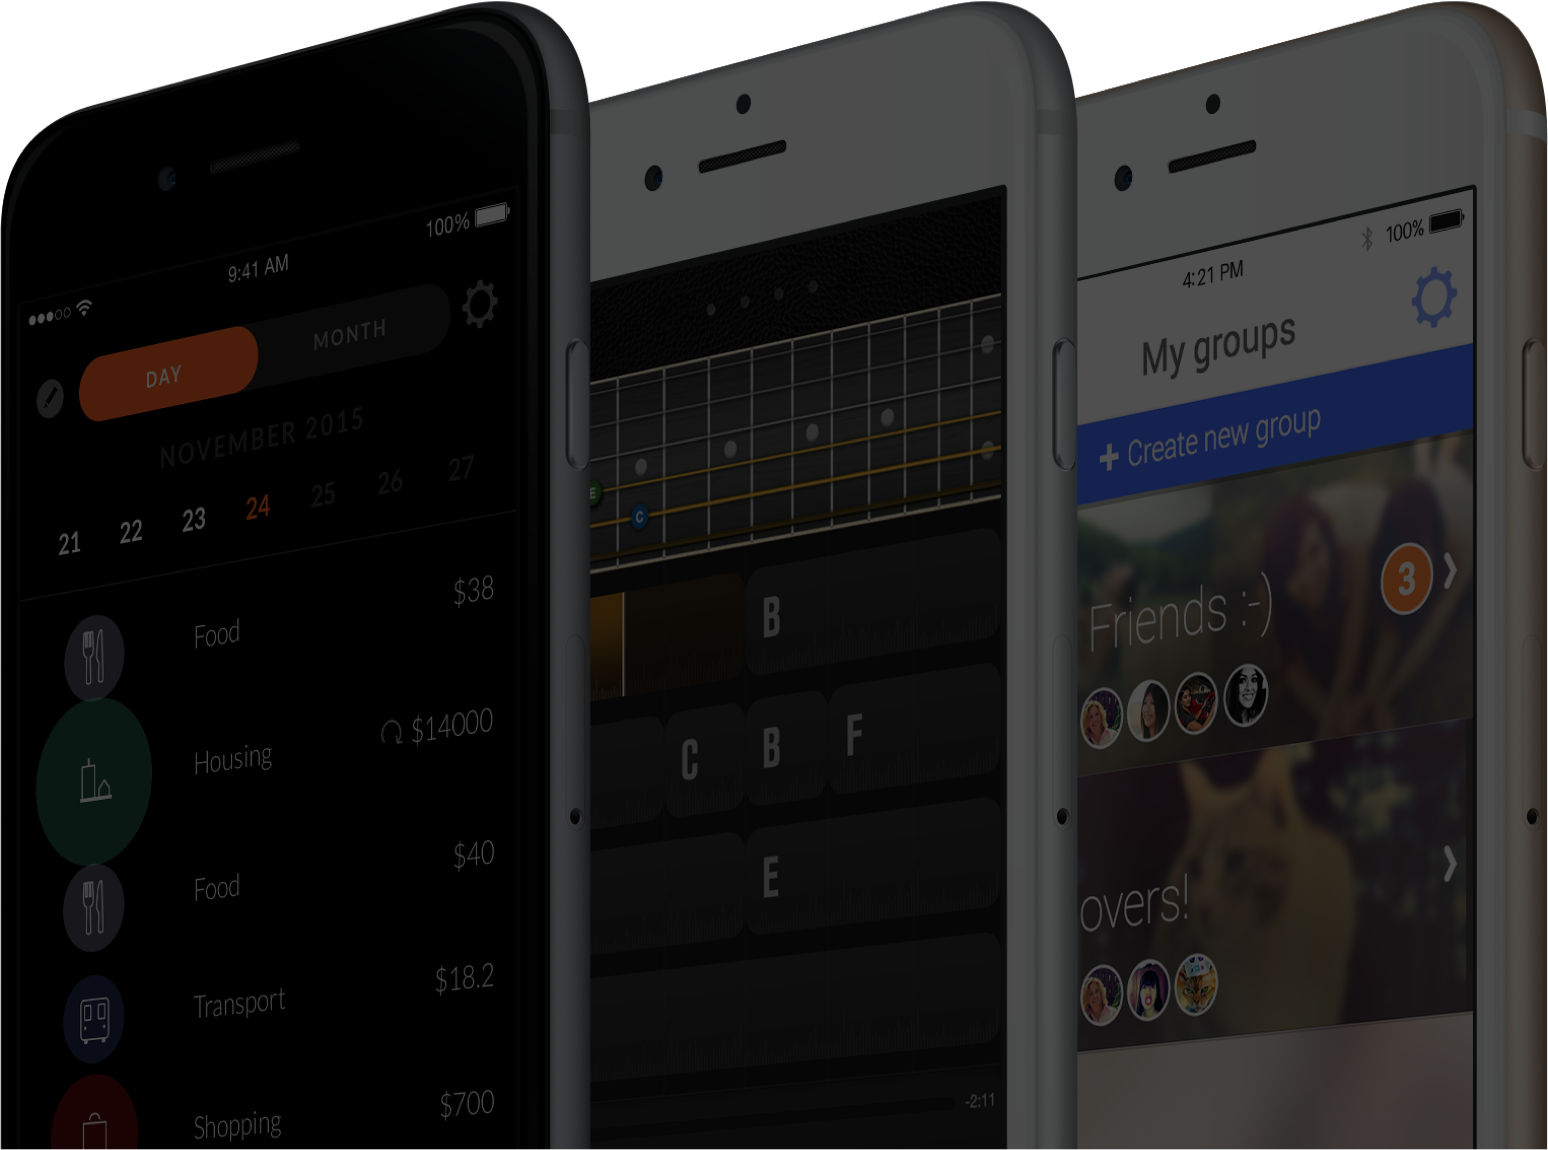 100%
9:41 AM
DAY
MONTH
NOVEMBER 2015
21 22 23 24 25 26 27
Food $38
Housing $14000
Food $40
Transport $18.2
Shopping $700
E
C
B
C B F
E
-2:11
100%
4:21 PM
My groups
+ Create new group
Friends :-)
3
overs!